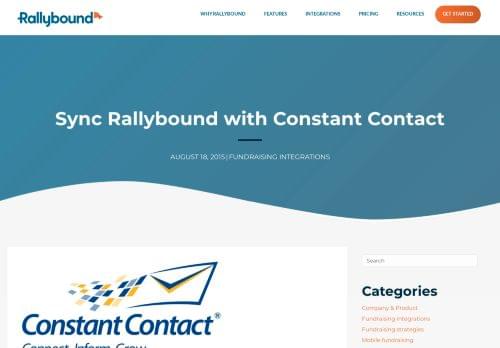 Rallybound
WHY RALLYBOUND
FEATURES
INTEGRATIONS
PRICING
RESOURCES
GET STARTED
Sync Rallybound with Constant Contact
AUGUST 18, 2015 | FUNDRAISING INTEGRATIONS
Search
Constant Contact®
Connect. Inform. Grow.
Categories
Company & Product
Fundraising integrations
Fundraising strategies
Mobile fundraising